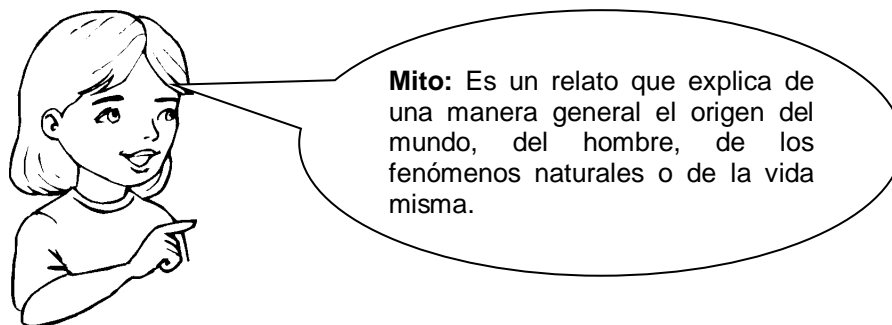 Mito: Es un relato que explica de
una manera general el origen del
mundo, del hombre, de los
fenómenos naturales o de la vida
misma.